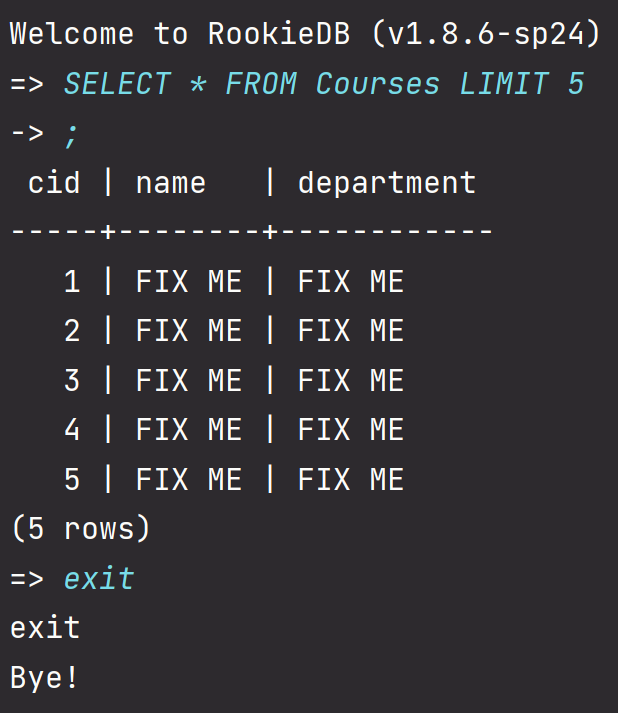 Welcome to RookieDB (v1.8.6-sp24)
=> SELECT * FROM Courses LIMIT 5
-> ;
 cid | name   | department
-----+--------+------------
   1 | FIX ME | FIX ME
   2 | FIX ME | FIX ME
   3 | FIX ME | FIX ME
   4 | FIX ME | FIX ME
   5 | FIX ME | FIX ME
(5 rows)
=> exit
exit
Bye!